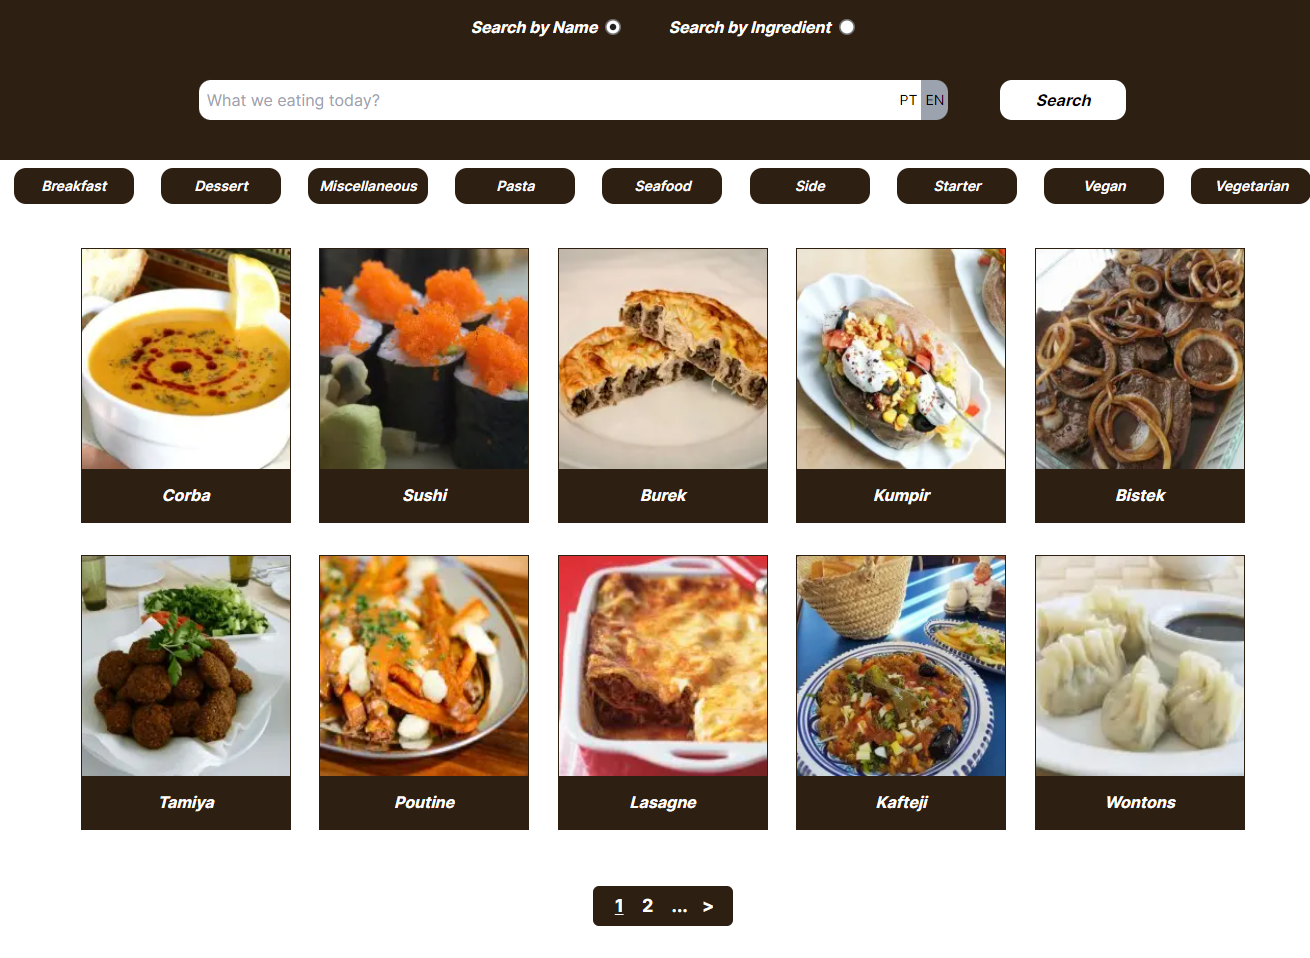 Search by Name Search by Ingredient
What we eating today? PT EN Search
Breakfast Dessert Miscellaneous Pasta Seafood Side Starter Vegan Vegetarian
Corba Sushi Burek Kumpir Bistek
Tamiya Poutine Lasagne Kafteji Wontons
1 2 ... >